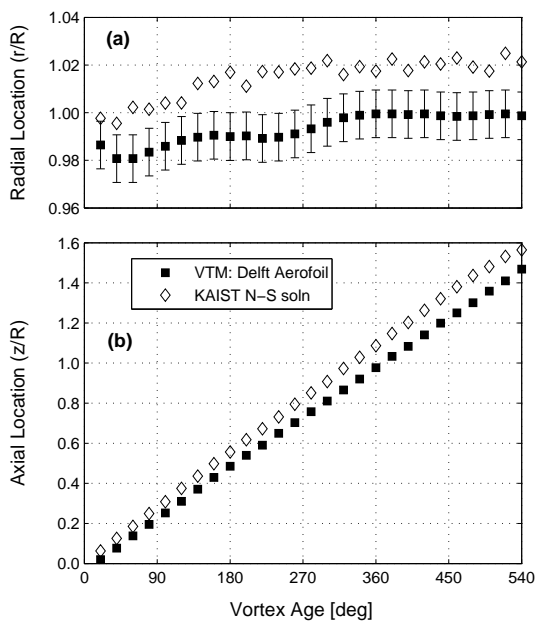 (a)
Radial Location (r/R)
1.04
1.02
1.00
0.98
0.96
VTM: Delft Aerofoil
KAIST N−S soln
(b)
Axial Location (z/R)
1.6
1.4
1.2
1.0
0.8
0.6
0.4
0.2
0.0
0 90 180 270 360 450 540
Vortex Age [deg]